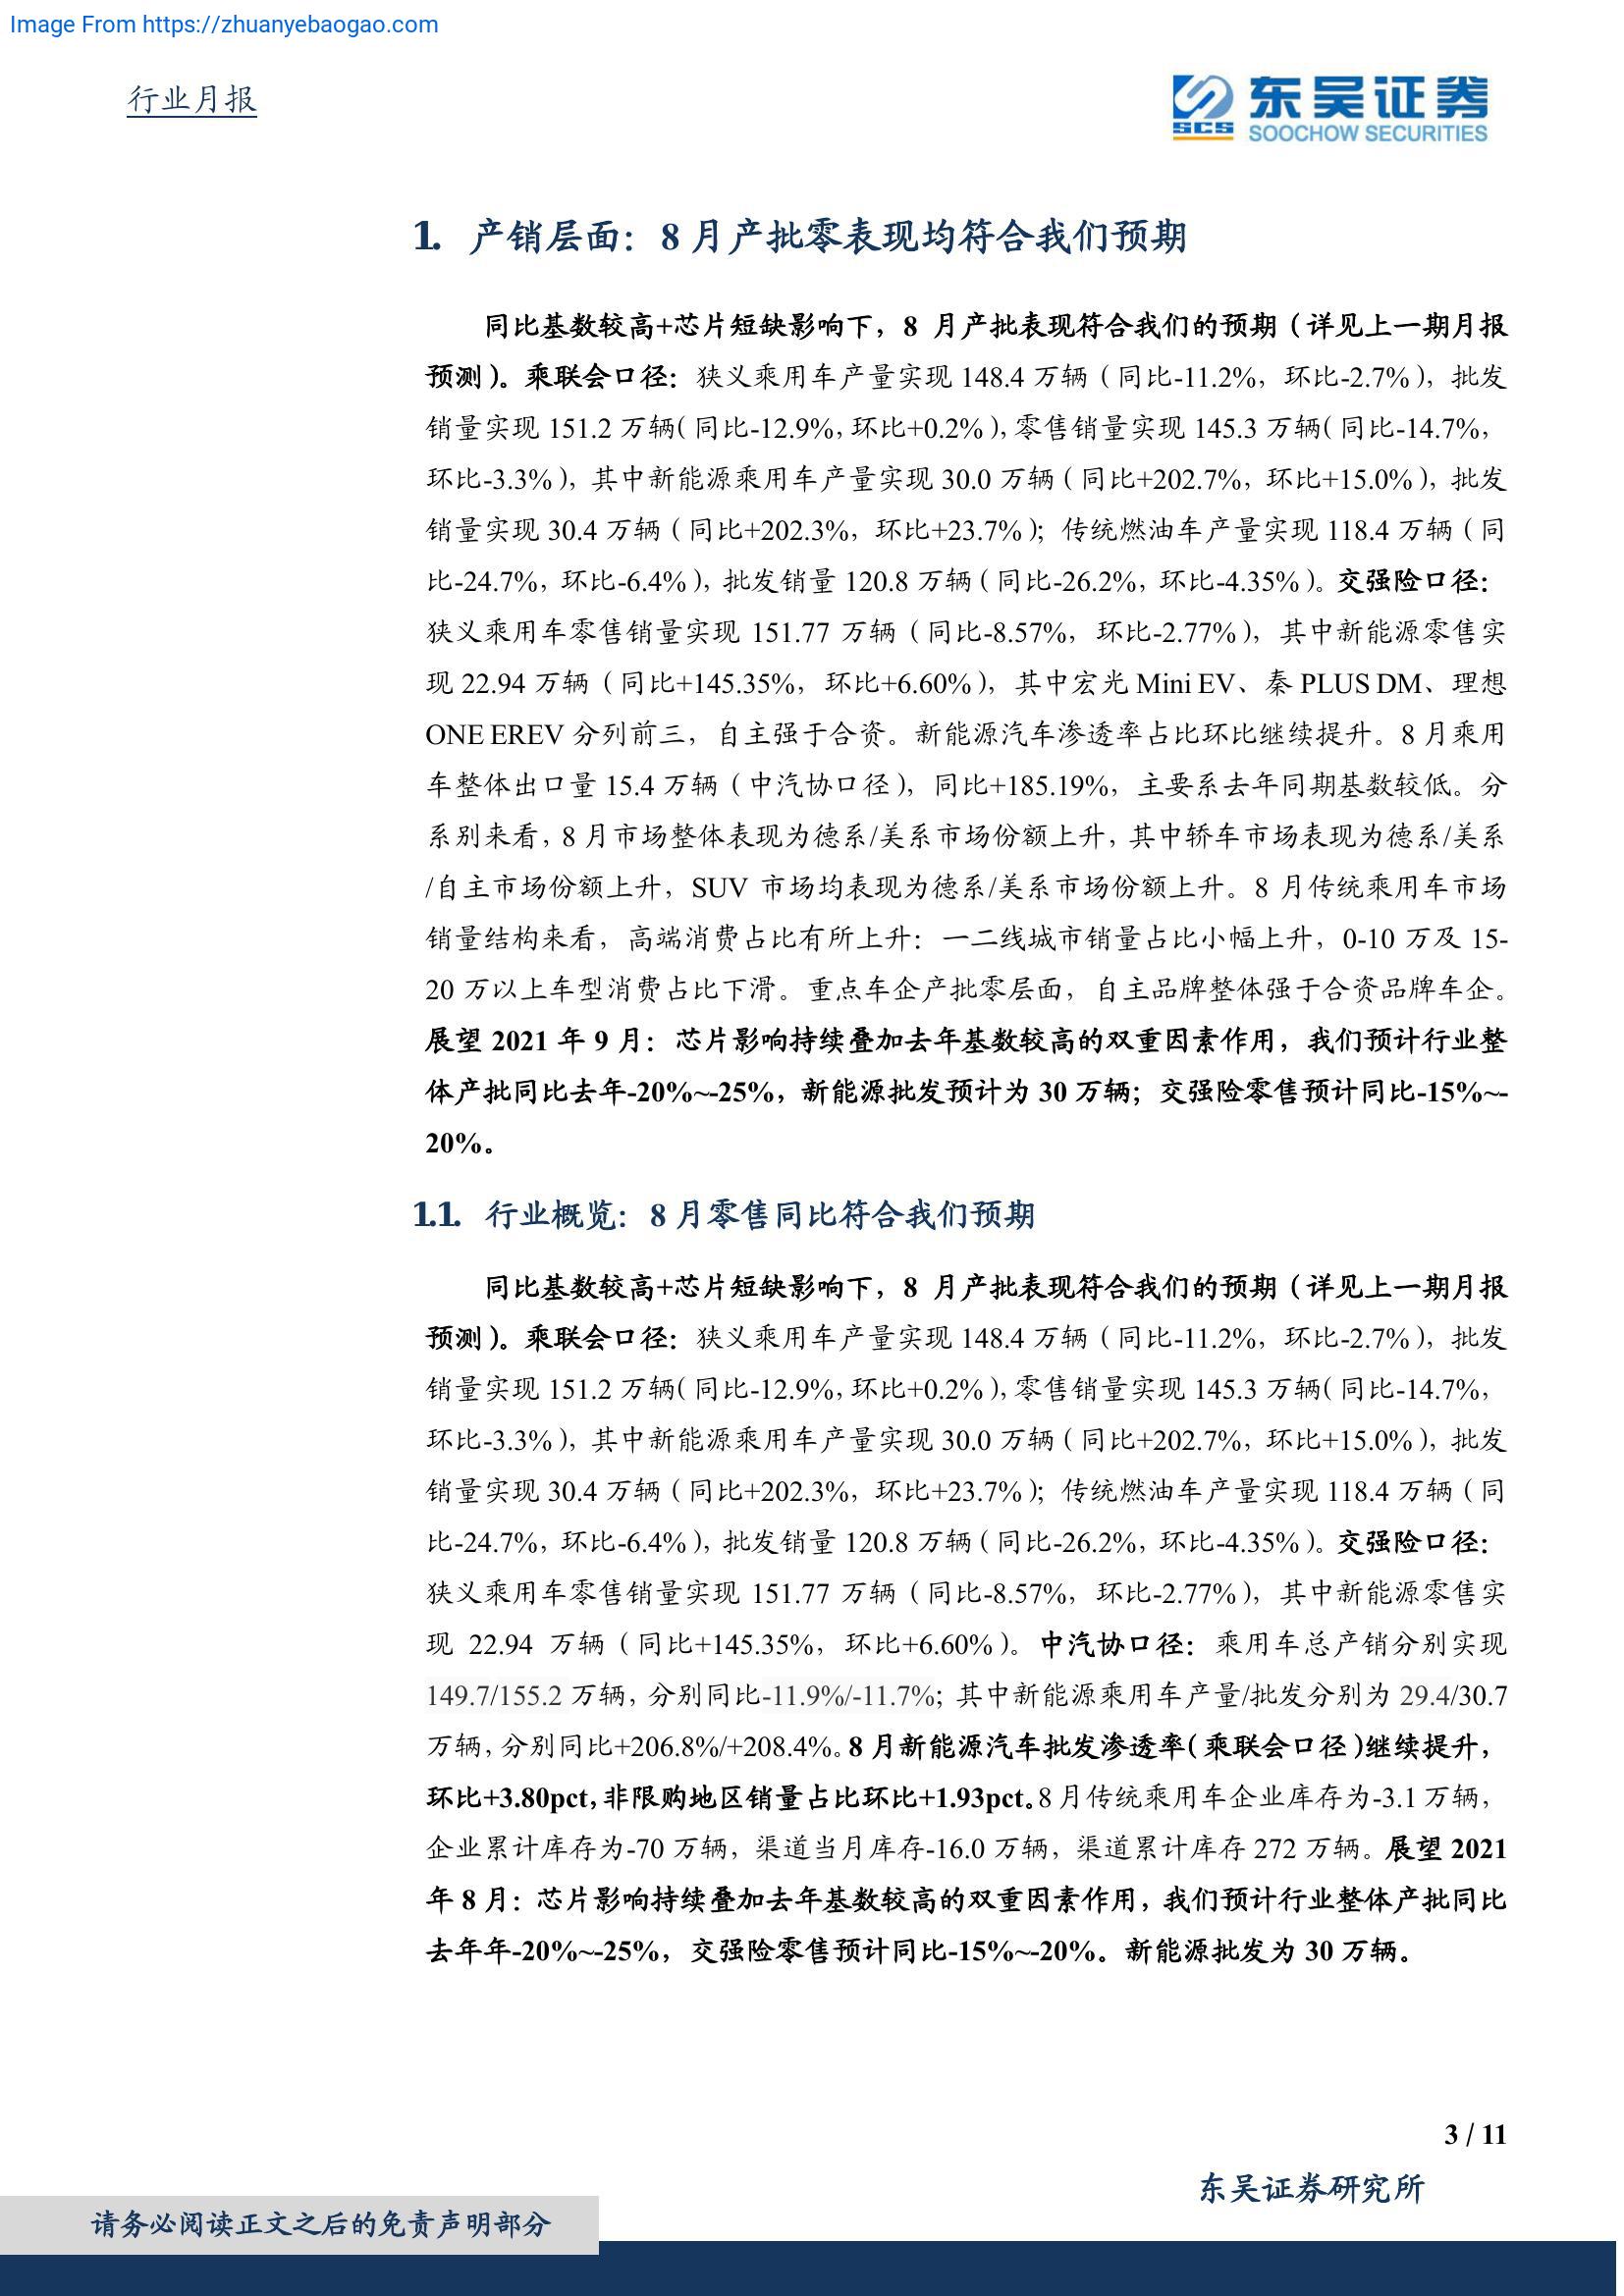 Image From https://zhuanyebaogao.com
行业月报
东吴证券
SCS
SOOCHOW SECURITIES
1. 产销层面：8 月产批零表现均符合我们预期
同比基数较高+芯片短缺影响下，8 月产批表现符合我们的预期（详见上一期月报
预测）。乘联会口径：狭义乘用车产量实现 148.4 万辆（同比-11.2%，环比-2.7%），批发
销量实现 151.2 万辆（同比-12.9%，环比+0.2%），零售销量实现 145.3 万辆（同比-14.7%，
环比-3.3%），其中新能源乘用车产量实现 30.0 万辆（同比+202.7%，环比+15.0%），批发
销量实现 30.4 万辆（同比+202.3%，环比+23.7%）；传统燃油车产量实现 118.4 万辆（同
比-24.7%，环比-6.4%），批发销量 120.8 万辆（同比-26.2%，环比-4.35%）。交强险口径：
狭义乘用车零售销量实现 151.77 万辆（同比-8.57%，环比-2.77%），其中新能源零售实
现 22.94 万辆（同比+145.35%，环比+6.60%），其中宏光 Mini EV、秦 PLUS DM、理想
ONE EREV 分列前三，自主强于合资。新能源汽车渗透率占比环比继续提升。8 月乘用
车整体出口量 15.4 万辆（中汽协口径），同比+185.19%，主要系去年同期基数较低。分
系别来看，8 月市场整体表现为德系/美系市场份额上升，其中轿车市场表现为德系/美系
/自主市场份额上升，SUV 市场均表现为德系/美系市场份额上升。8 月传统乘用车市场
销量结构来看，高端消费占比有所上升：一二线城市销量占比小幅上升，0-10 万及 15-
20 万以上车型消费占比下滑。重点车企产批零层面，自主品牌整体强于合资品牌车企。
展望 2021 年 9 月：芯片影响持续叠加去年基数较高的双重因素作用，我们预计行业整
体产批同比去年-20%~-25%，新能源批发预计为 30 万辆；交强险零售预计同比-15%~-
20%。
1.1. 行业概览：8 月零售同比符合我们预期
同比基数较高+芯片短缺影响下，8 月产批表现符合我们的预期（详见上一期月报
预测）。乘联会口径：狭义乘用车产量实现 148.4 万辆（同比-11.2%，环比-2.7%），批发
销量实现 151.2 万辆（同比-12.9%，环比+0.2%），零售销量实现 145.3 万辆（同比-14.7%，
环比-3.3%），其中新能源乘用车产量实现 30.0 万辆（同比+202.7%，环比+15.0%），批发
销量实现 30.4 万辆（同比+202.3%，环比+23.7%）；传统燃油车产量实现 118.4 万辆（同
比-24.7%，环比-6.4%），批发销量 120.8 万辆（同比-26.2%，环比-4.35%）。交强险口径：
狭义乘用车零售销量实现 151.77 万辆（同比-8.57%，环比-2.77%），其中新能源零售实
现 22.94 万辆（同比+145.35%，环比+6.60%）。中汽协口径：乘用车总产销分别实现
149.7/155.2 万辆，分别同比-11.9%/-11.7%；其中新能源乘用车产量/批发分别为 29.4/30.7
万辆，分别同比+206.8%/+208.4%。8 月新能源汽车批发渗透率（乘联会口径）继续提升，
环比+3.80pct，非限购地区销量占比环比+1.93pct。8 月传统乘用车企业库存为-3.1 万辆，
企业累计库存为-70 万辆，渠道当月库存-16.0 万辆，渠道累计库存 272 万辆。展望 2021
年 8 月：芯片影响持续叠加去年基数较高的双重因素作用，我们预计行业整体产批同比
去年年-20%~-25%，交强险零售预计同比-15%~-20%。新能源批发为 30 万辆。
3 / 11
东吴证券研究所
请务必阅读正文之后的免责声明部分